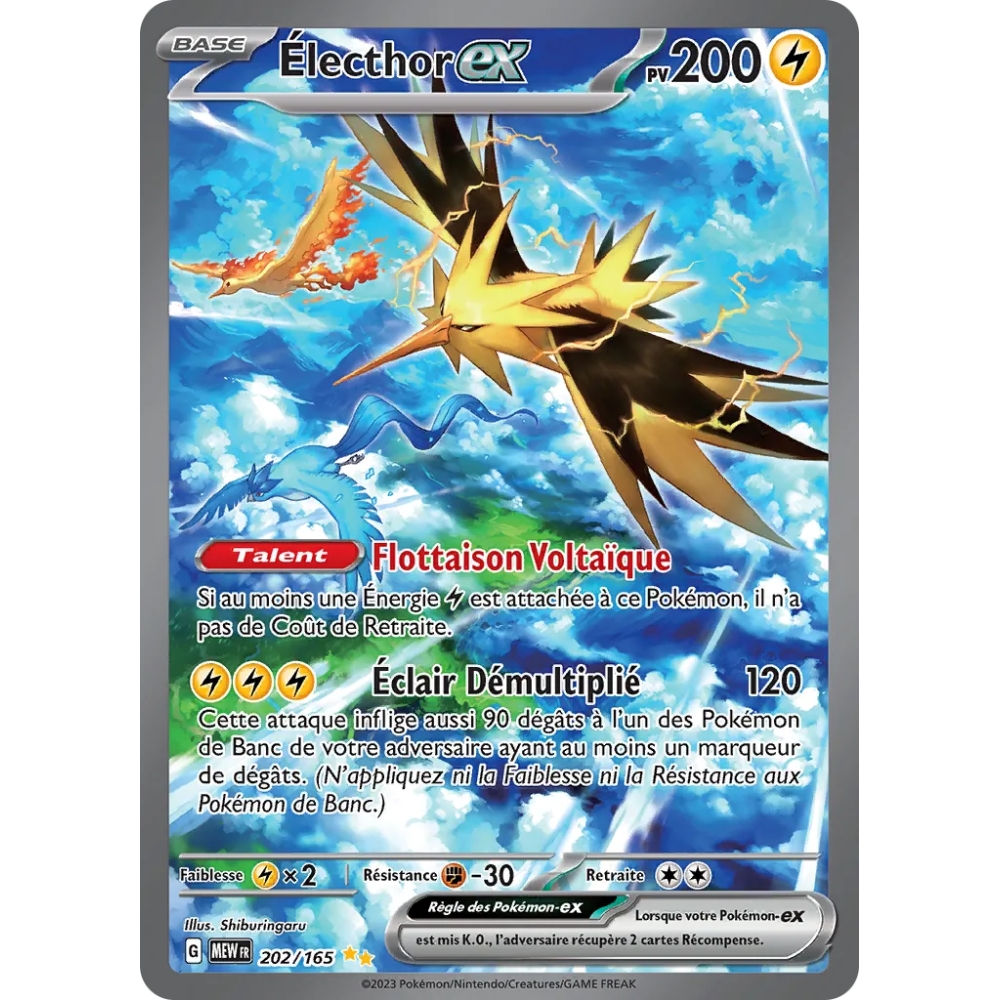 BASE Électhor ex PV 200
Talent Flottaison Voltaïque
Si au moins une Énergie est attachée à ce Pokémon, il n'a
pas de Coût de Retraite.
Éclair Démultiplié 120
Cette attaque inflige aussi 90 dégâts à l'un des Pokémon
de Banc de votre adversaire ayant au moins un marqueur
de dégâts. (N'appliquez ni la Faiblesse ni la Résistance aux
Pokémon de Banc.)
Faiblesse ×2 Résistance -30 Retraite
Règle des Pokémon-ex Lorsque votre Pokémon-ex
est mis K.O., l'adversaire récupère 2 cartes Récompense.
Illus. Shiburingaru
G MEW FR 202/165
©2023 Pokémon/Nintendo/Creatures/GAME FREAK